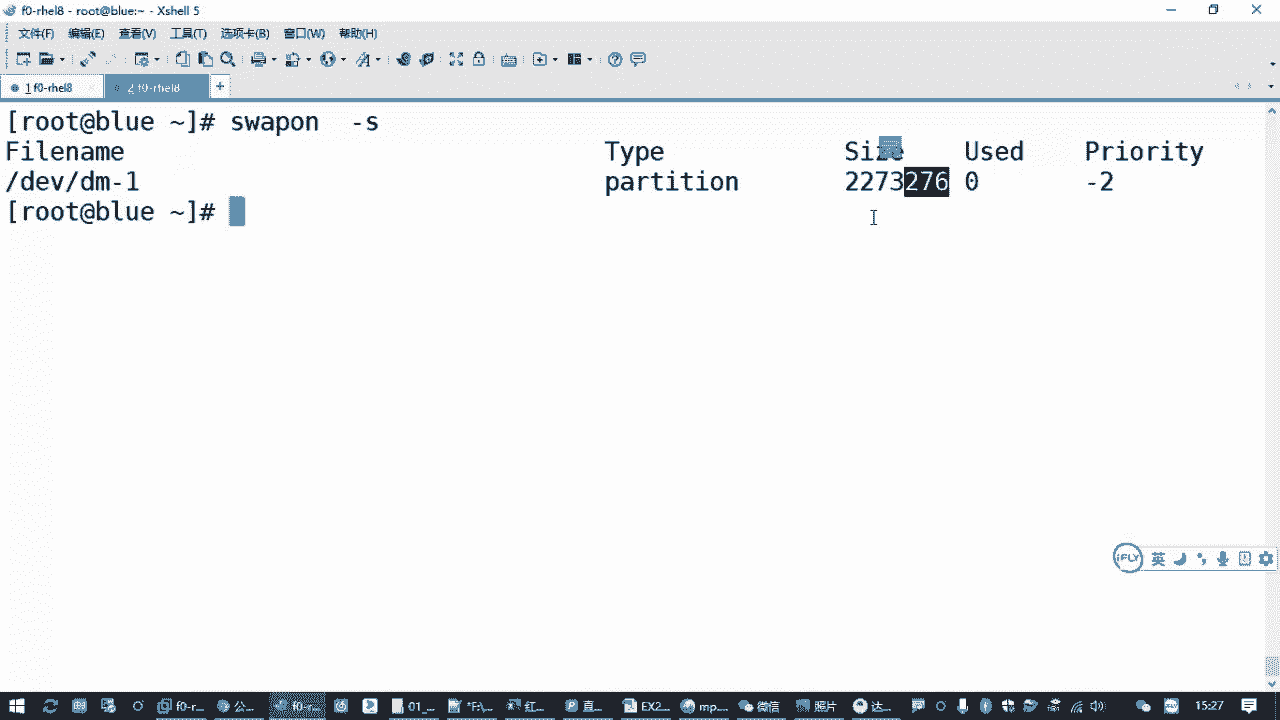 f0-rhel8 - root@blue:~ - Xshell 5
文件(F) 编辑(E) 查看(V) 工具(T) 选项卡(B) 窗口(W) 帮助(H)
1 f0-rhel8 2 f0-rhel8 +
[root@blue ~]# swapon  -s
Filename Type Size Used Priority
/dev/dm-1 partition 2273276 0 -2
[root@blue ~]#
iFLY 英
f0-r... 公... f0-... 01_... "F:\... 红... 直... EX2... mp... 微信 照片 达... 15:27